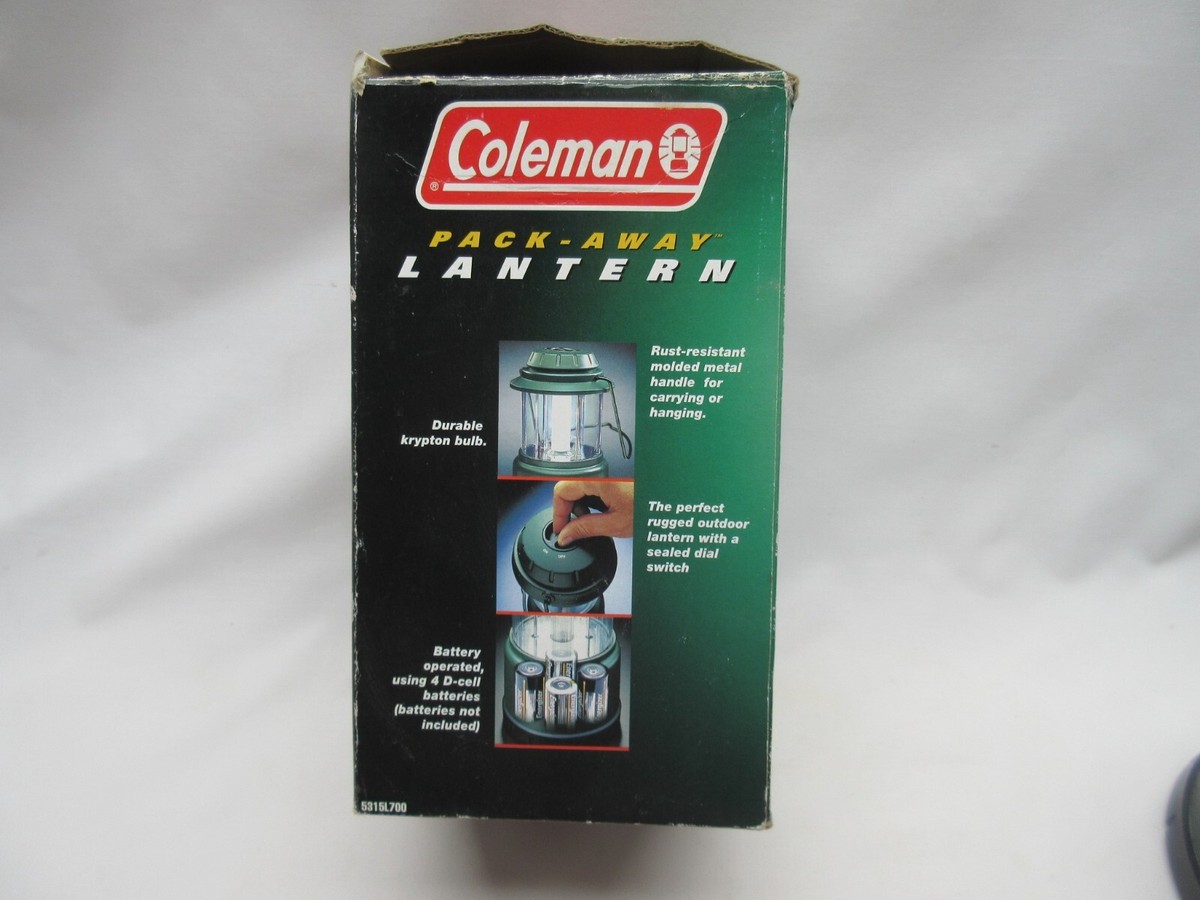 Coleman
®
PACK-AWAY™
LANTERN
Rust-resistant
molded metal
handle for
carrying or
hanging.
Durable
krypton bulb.
The perfect
rugged outdoor
lantern with a
sealed dial
switch
Battery
operated,
using 4 D-cell
batteries
(batteries not
included)
5315L700